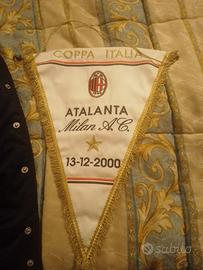 COPPA ITALIA
ATALANTA
Milan A.C.
13-12-2000
subito